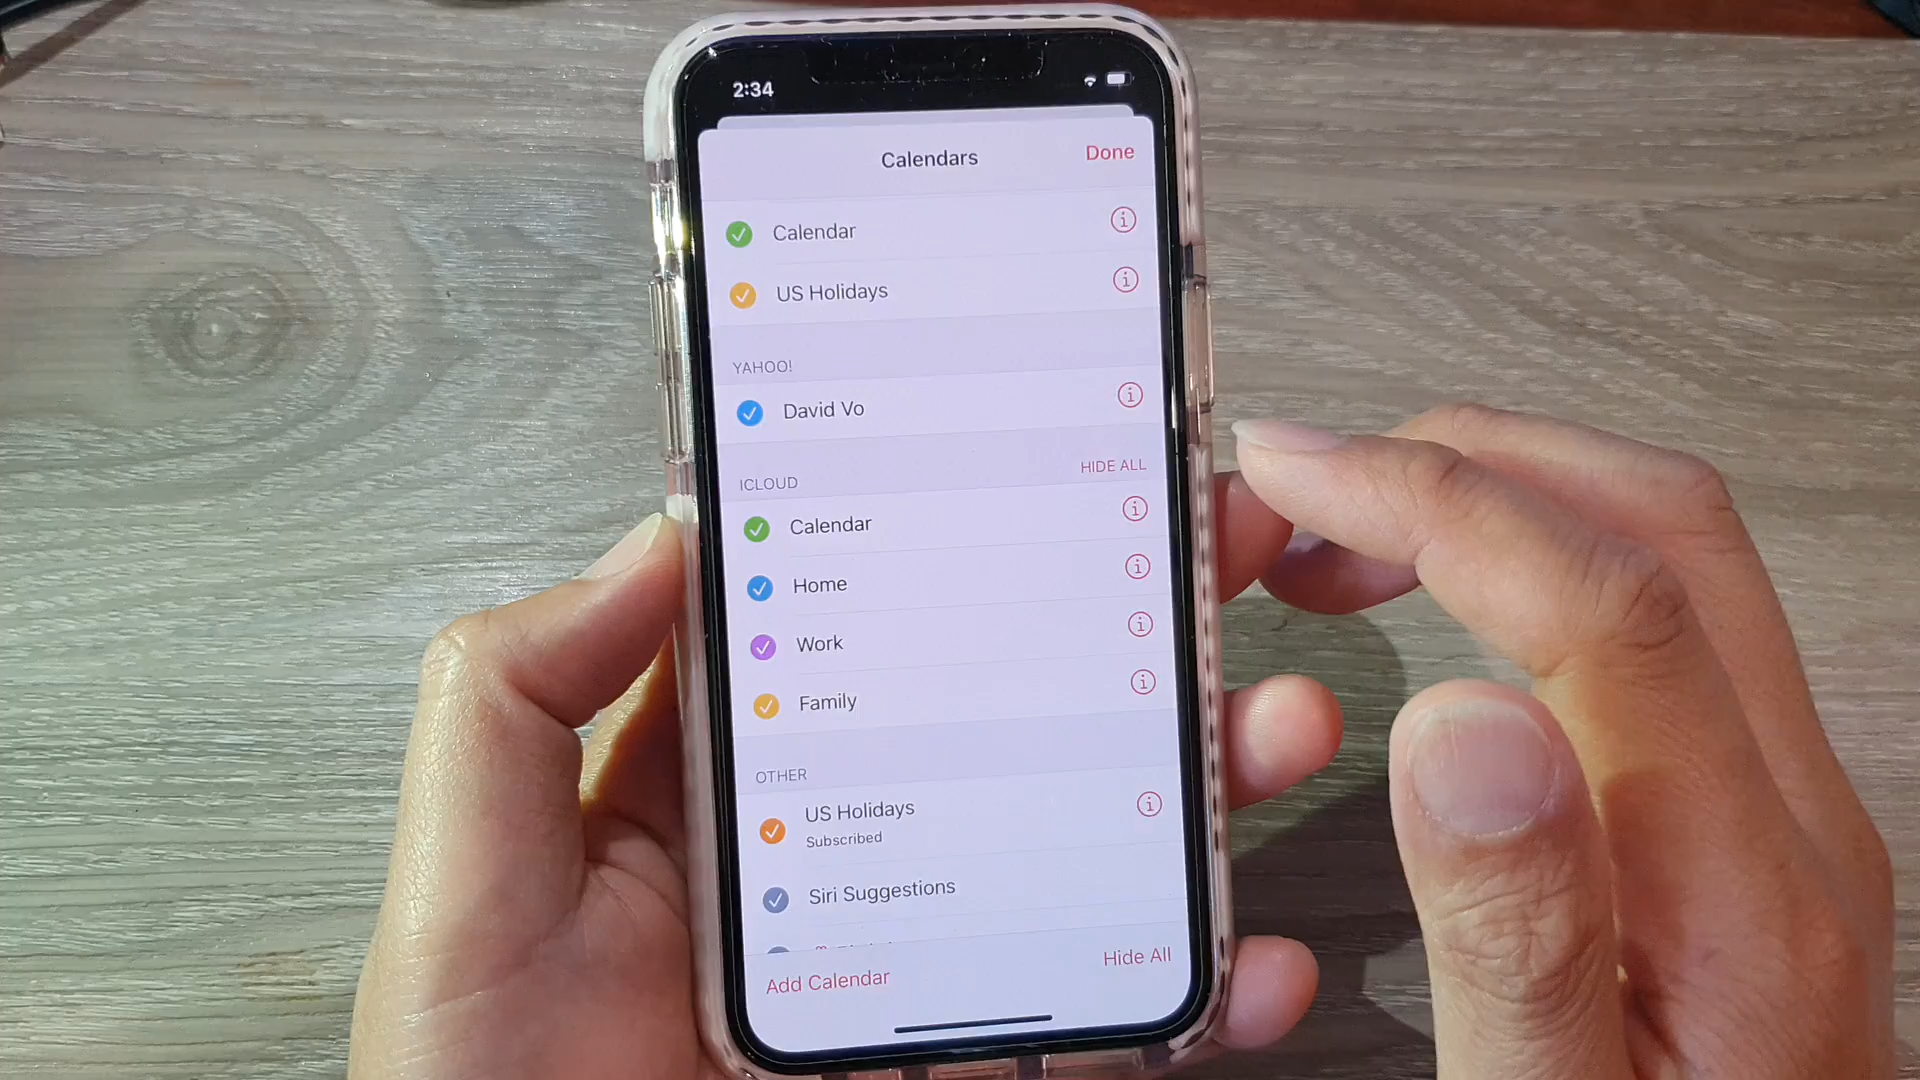 2:34
Calendars
Done
Calendar
US Holidays
YAHOO!
David Vo
ICLOUD
HIDE ALL
Calendar
Home
Work
Family
OTHER
US Holidays
Subscribed
Siri Suggestions
Add Calendar
Hide All